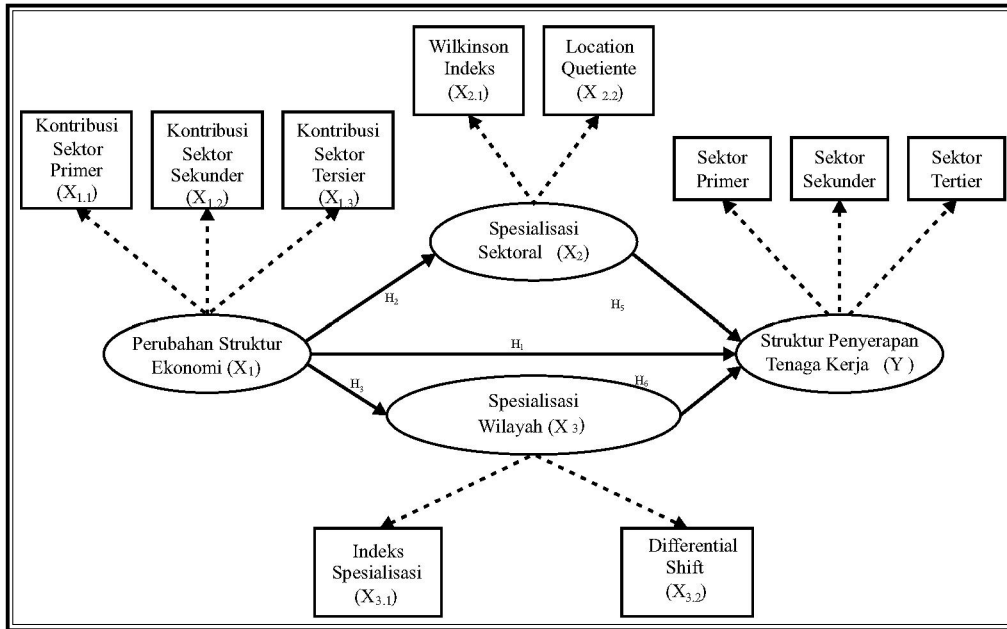 Wilkinson
Indeks
(X2.1)
Location
Quetiente
(X 2.2)
Kontribusi
Sektor
Primer
(X1.1)
Kontribusi
Sektor
Sekunder
(X1.2)
Kontribusi
Sektor
Tersier
(X1.3)
Sektor
Primer
Sektor
Sekunder
Sektor
Tertier
Spesialisasi
Sektoral (X2)
H2
H5
Perubahan Struktur
Ekonomi (X1)
H1
Struktur Penyerapan
Tenaga Kerja (Y )
H3
H6
Spesialisasi
Wilayah (X 3)
Indeks
Spesialisasi
(X3.1)
Differential
Shift
(X3.2)